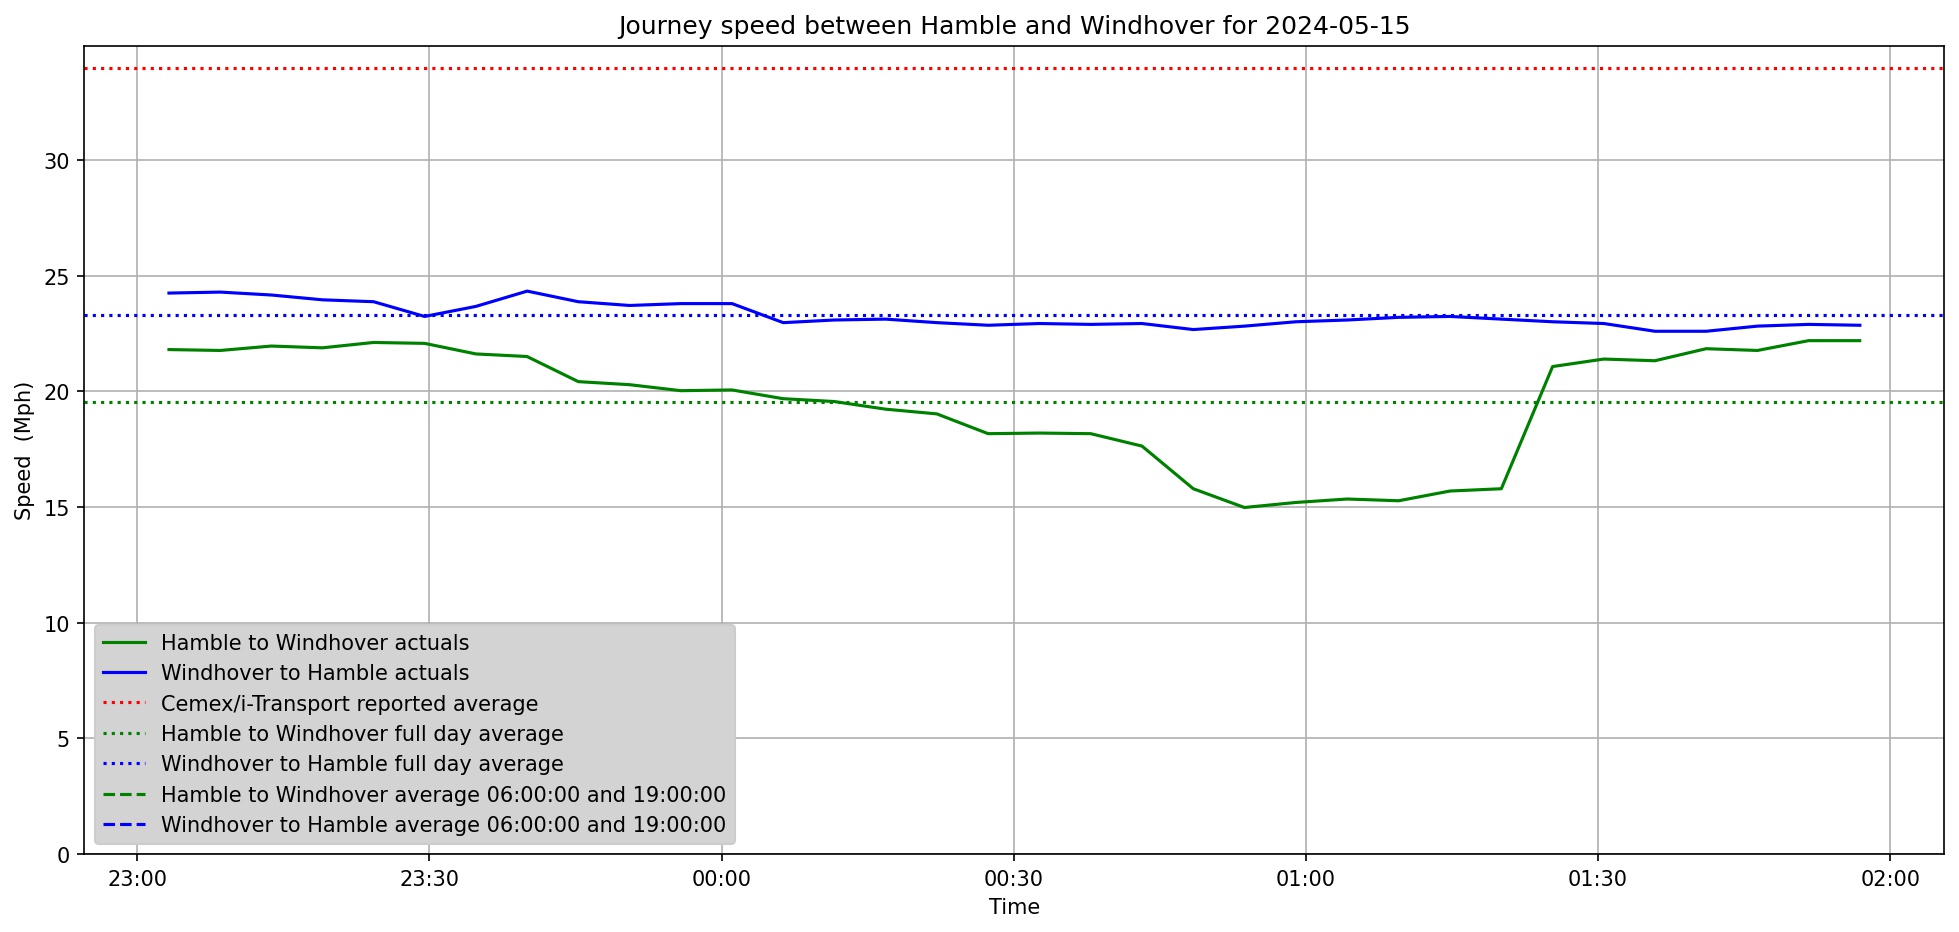 Journey speed between Hamble and Windhover for 2024-05-15
Speed (Mph)
30
25
20
15
10
5
0
Hamble to Windhover actuals
Windhover to Hamble actuals
Cemex/i-Transport reported average
Hamble to Windhover full day average
Windhover to Hamble full day average
Hamble to Windhover average 06:00:00 and 19:00:00
Windhover to Hamble average 06:00:00 and 19:00:00
23:00 23:30 00:00 00:30 01:00 01:30 02:00
Time